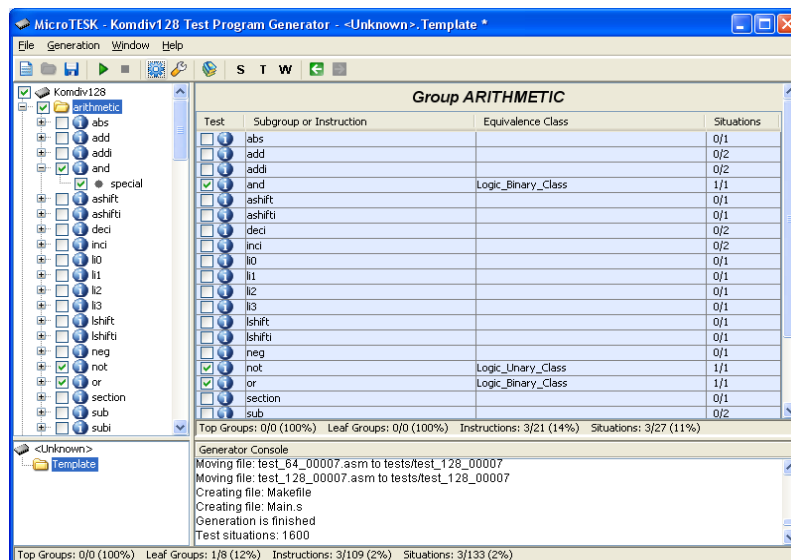 MicroTESK - Komdiv128 Test Program Generator - <Unknown>.Template *
File Generation Window Help
S T W
Komdiv128
arithmetic
abs
add
addi
and
special
ashift
ashifti
deci
inci
li0
li1
li2
li3
lshift
lshifti
neg
not
or
section
sub
subi
Group ARITHMETIC
Test Subgroup or Instruction Equivalence Class Situations
abs 0/1
add 0/2
addi 0/2
and Logic_Binary_Class 1/1
ashift 0/1
ashifti 0/1
deci 0/2
inci 0/2
li0 0/1
li1 0/1
li2 0/1
li3 0/1
lshift 0/1
lshifti 0/1
neg 0/1
not Logic_Unary_Class 1/1
or Logic_Binary_Class 1/1
section 0/1
sub 0/2
Top Groups: 0/0 (100%) Leaf Groups: 0/0 (100%) Instructions: 3/21 (14%) Situations: 3/27 (11%)
<Unknown>
Template
Generator Console
Moving file: test_64_00007.asm to tests/test_128_00007
Moving file: test_128_00007.asm to tests/test_128_00007
Creating file: Makefile
Creating file: Main.s
Generation is finished
Test situations: 1600
Top Groups: 0/0 (100%) Leaf Groups: 1/8 (12%) Instructions: 3/109 (2%) Situations: 3/133 (2%)